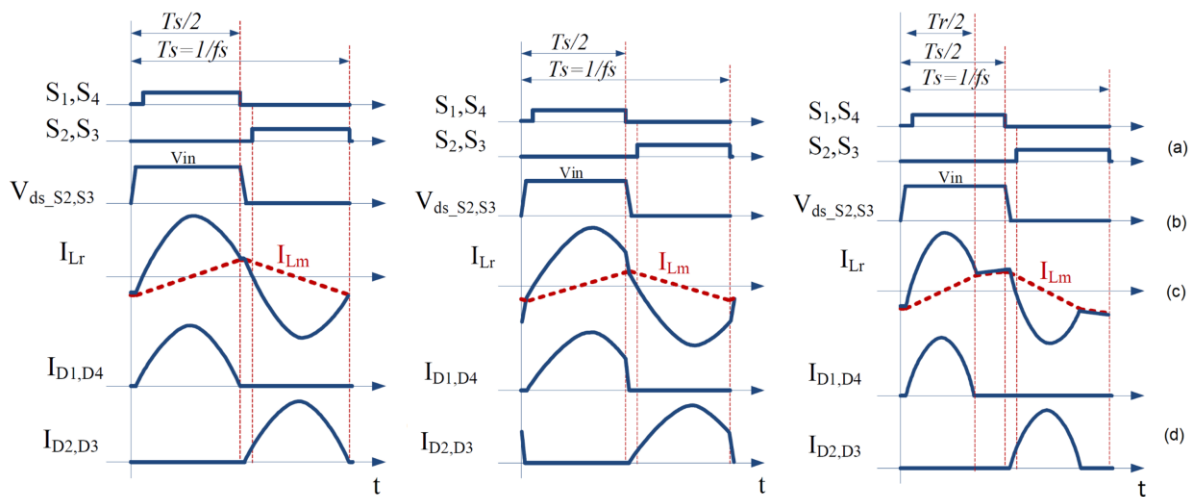 Ts/2
Ts=1/fs
S1,S4
S2,S3
Vin
Vds_S2,S3
ILr
ILm
ID1,D4
ID2,D3
t
Ts/2
Ts=1/fs
S1,S4
S2,S3
Vin
Vds_S2,S3
ILr
ILm
ID1,D4
ID2,D3
t
Tr/2
Ts/2
Ts=1/fs
S1,S4
S2,S3
(a)
Vin
Vds_S2,S3
(b)
ILr
ILm
(c)
ID1,D4
ID2,D3
(d)
t